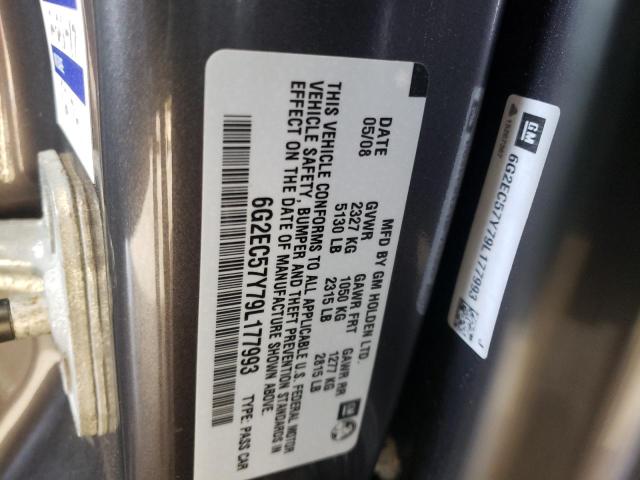 MFD BY GM HOLDEN LTD.
DATE GVWR GAWR FRT GAWR RR
05/08 2327 KG 1050 KG 1277 KG
5130 LB 2315 LB 2815 LB
THIS VEHICLE CONFORMS TO ALL APPLICABLE U.S. FEDERAL MOTOR
VEHICLE SAFETY, BUMPER AND THEFT PREVENTION STANDARDS IN
EFFECT ON THE DATE OF MANUFACTURE SHOWN ABOVE.
6G2EC57Y79L177993 TYPE: PASS CAR
GM
GM
6G2EC57Y79L177993
J